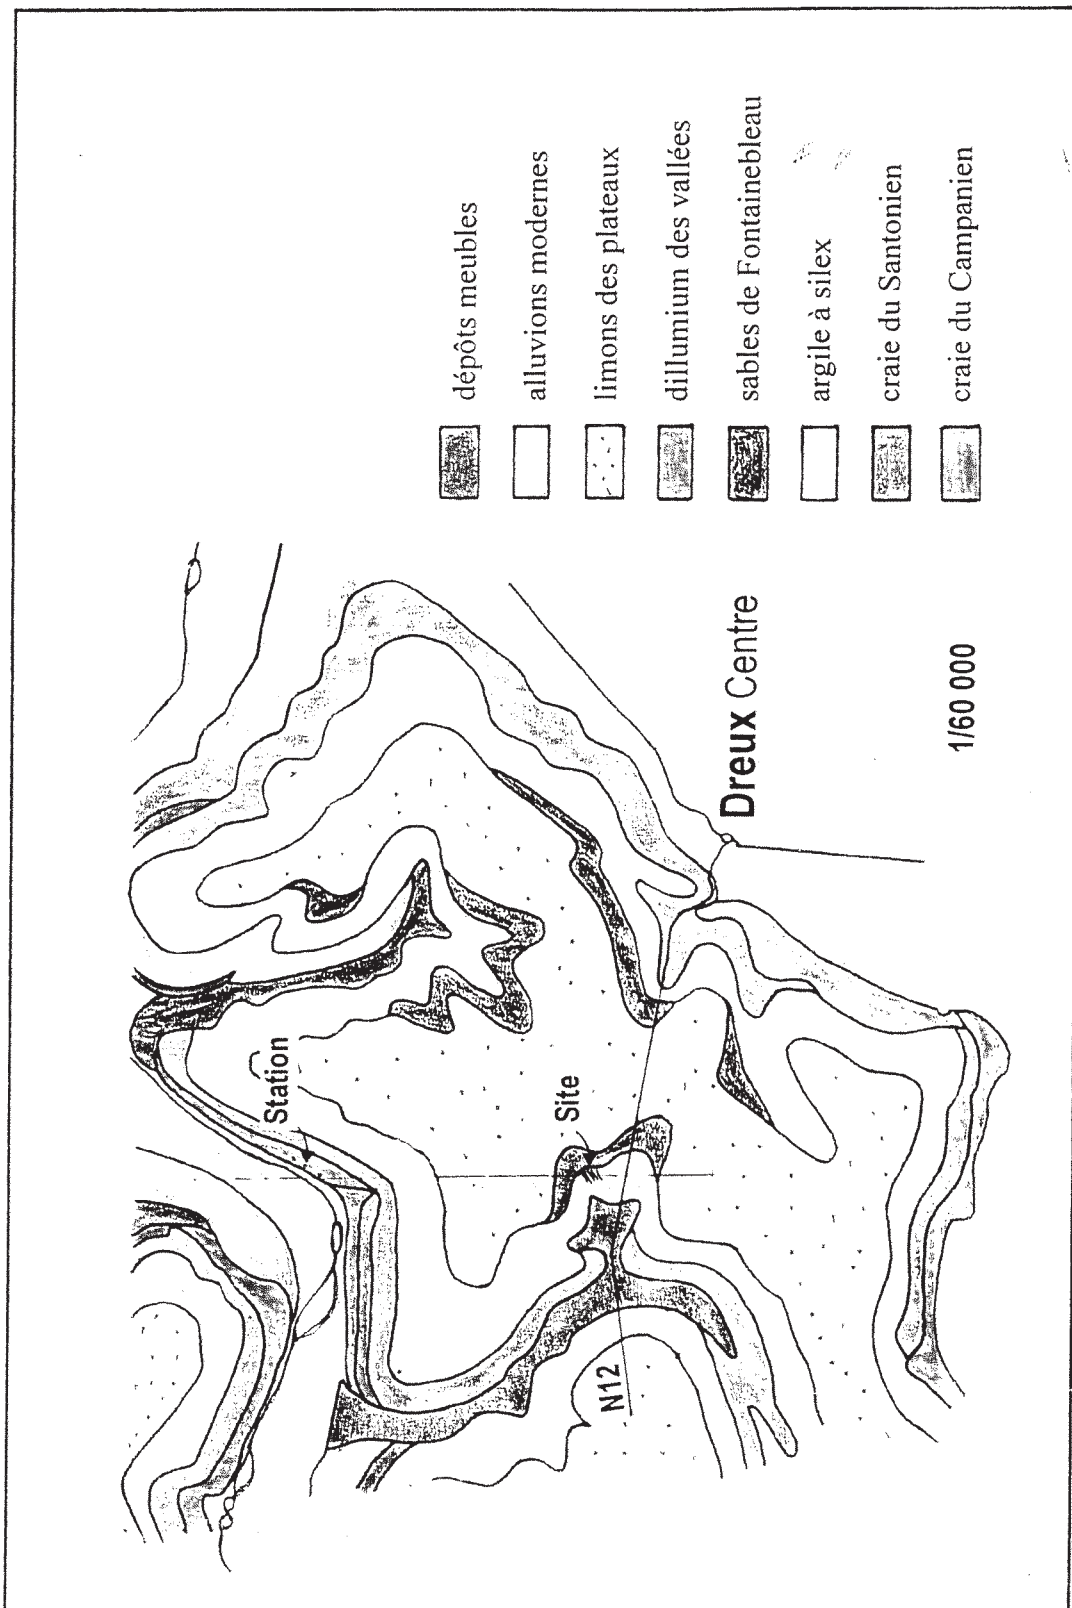 Station
Site
N12
Dreux Centre
1/60 000
dépôts meubles
alluvions modernes
limons des plateaux
dillumium des vallées
sables de Fontainebleau
argile à silex
craie du Santonien
craie du Campanien